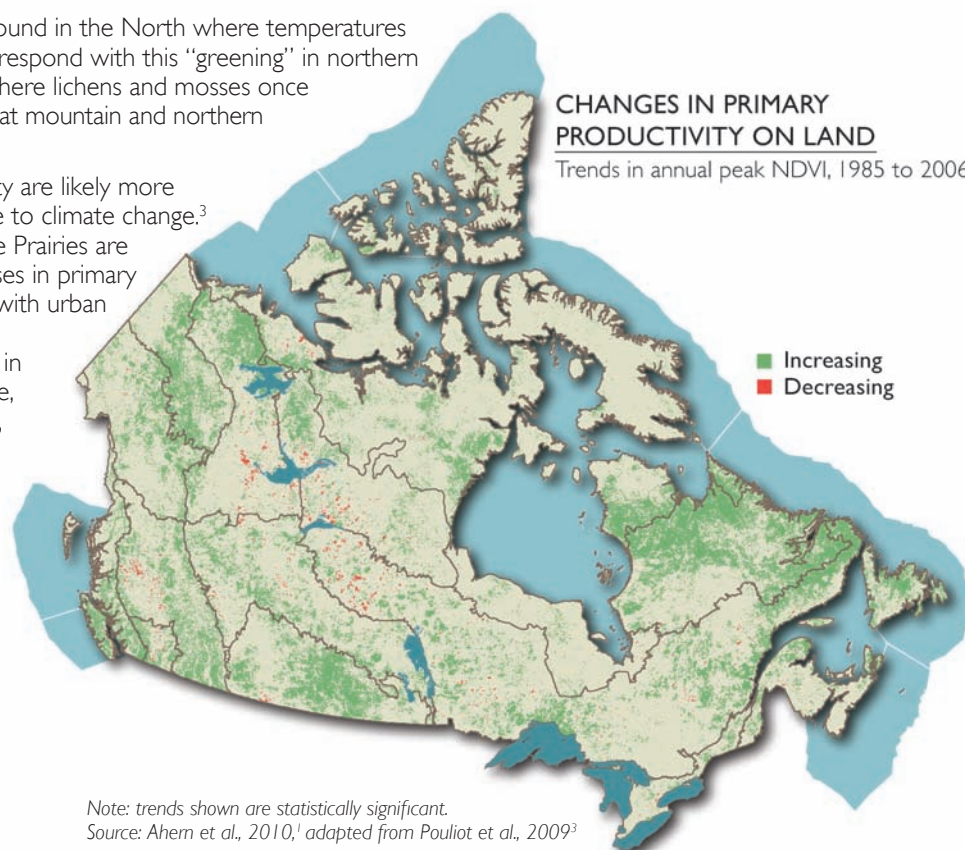 ound in the North where temperatures
respond with this “greening” in northern
here lichens and mosses once
at mountain and northern
ty are likely more
e to climate change.3
e Prairies are
ses in primary
with urban
in
e,
CHANGES IN PRIMARY
PRODUCTIVITY ON LAND
Trends in annual peak NDVI, 1985 to 2006
Increasing
Decreasing
Note: trends shown are statistically significant.
Source: Ahern et al., 2010,1 adapted from Pouliot et al., 20093